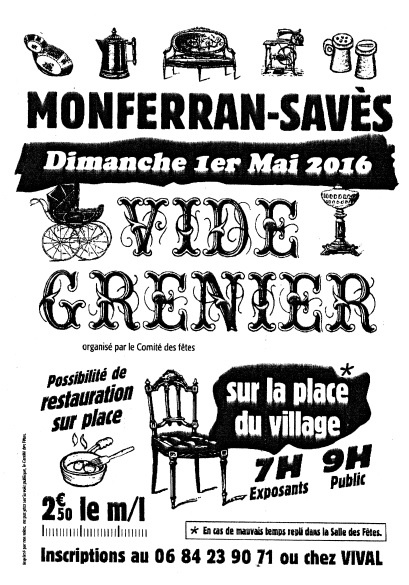 MONFERRAN-SAVÈS
Dimanche 1er Mai 2016
VIDE
GRENIER
organisé par le Comité des fêtes
Possibilité de
restauration
sur place
sur la place *
du village
7H
Exposants
9H
Public
2€50 le m/l
* En cas de mauvais temps repli dans la Salle des Fêtes.
Inscriptions au 06 84 23 90 71 ou chez VIVAL